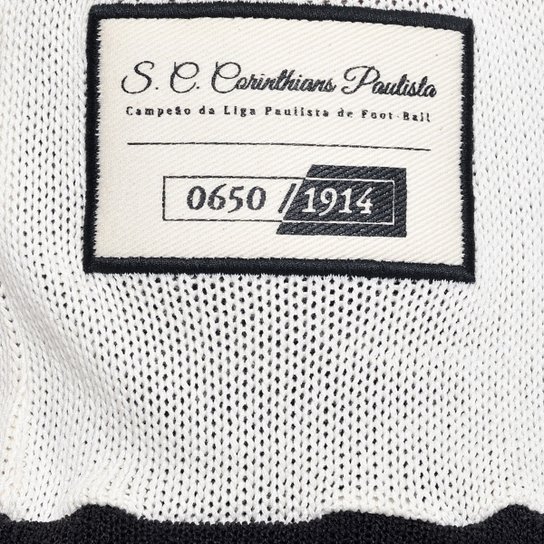 S. C. Corinthians Paulista
Campeão da Liga Paulista de Foot-Ball
0650 / 1914